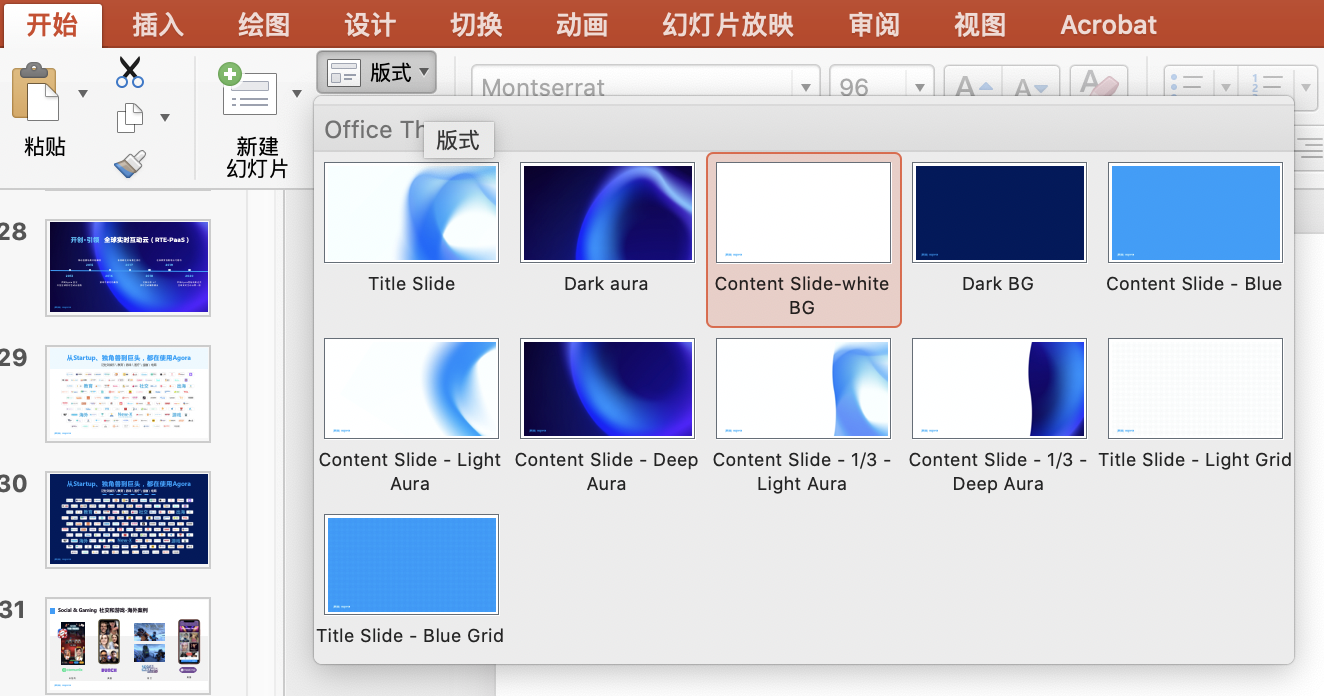 开始 插入 绘图 设计 切换 动画 幻灯片放映 审阅 视图 Acrobat
版式
Montserrat 96
粘贴
新建
幻灯片
Office Th
版式
Title Slide
Dark aura
Content Slide-white
BG
Dark BG
Content Slide - Blue
Content Slide - Light
Aura
Content Slide - Deep
Aura
Content Slide - 1/3 -
Light Aura
Content Slide - 1/3 -
Deep Aura
Title Slide - Light Grid
Title Slide - Blue Grid
28
开创·引领 全球实时互动云（RTE-PaaS）
29
从Startup、独角兽到巨头，都在使用Agora
30
从Startup、独角兽到巨头，都在使用Agora
31
Social & Gaming 社交和游戏-海外案例